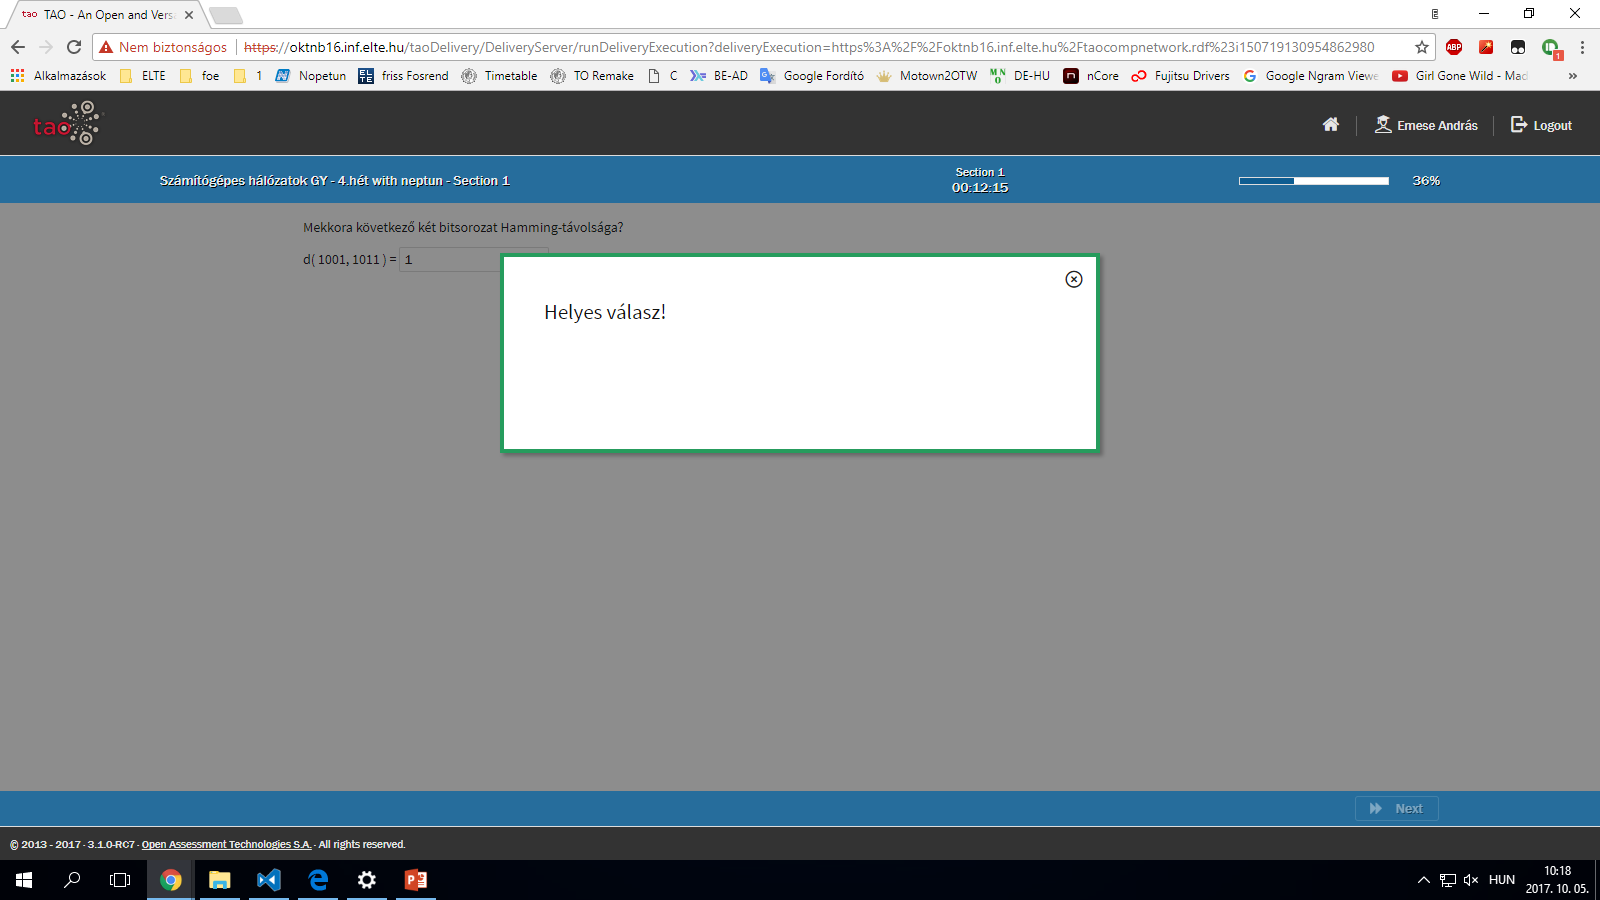 tao TAO - An Open and Versa
Nem biztonságos https://oktnb16.inf.elte.hu/taoDelivery/DeliveryServer/runDeliveryExecution?deliveryExecution=https%3A%2F%2Foktnb16.inf.elte.hu%2Ftaocompnetwork.rdf%23i150719130954862980 ABP 1
Alkalmazások ELTE foe 1 N Nopetun EL friss Fosrend Timetable TO Remake C BE-AD Google Fordító Motown2OTW MNO DE-HU n nCore Fujitsu Drivers G Google Ngram Viewe Girl Gone Wild - Mad »
tao Emese András Logout
Számítógépes hálózatok GY - 4.hét with neptun - Section 1
Section 1
00:12:15
36%
Mekkora következő két bitsorozat Hamming-távolsága?
d( 1001, 1011 ) = 1
Helyes válasz!
Next
© 2013 - 2017 · 3.1.0-RC7 · Open Assessment Technologies S.A. · All rights reserved.
HUN 10:18
2017. 10. 05.